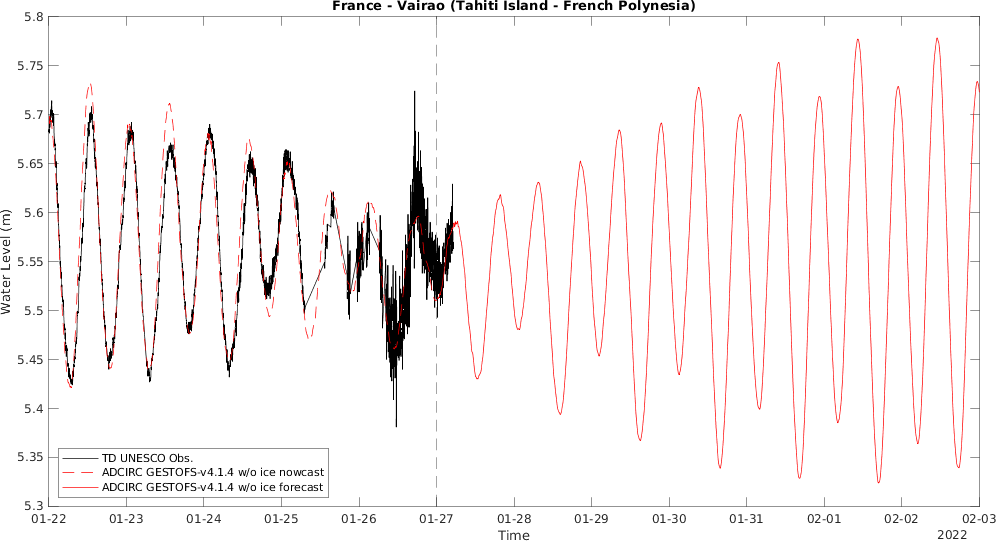 France - Vairao (Tahiti Island - French Polynesia)
5.8
5.75
5.7
5.65
5.6
5.55
5.5
5.45
5.4
5.35
5.3
Water Level (m)
TD UNESCO Obs.
ADCIRC GESTOFS-v4.1.4 w/o ice nowcast
ADCIRC GESTOFS-v4.1.4 w/o ice forecast
01-22 01-23 01-24 01-25 01-26 01-27 01-28 01-29 01-30 01-31 02-01 02-02 02-03
Time
2022